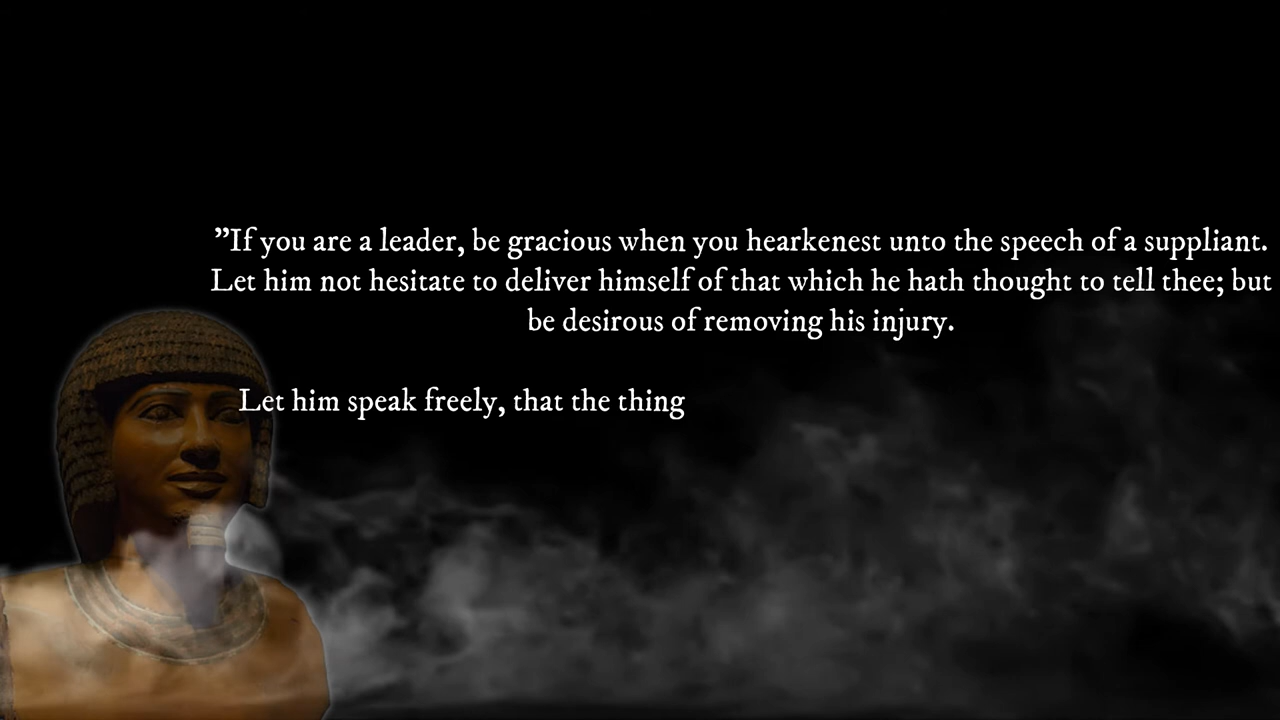 ”If you are a leader, be gracious when you hearkenest unto the speech of a suppliant.
Let him not hesitate to deliver himself of that which he hath thought to tell thee; but
be desirous of removing his injury.
Let him speak freely, that the thing